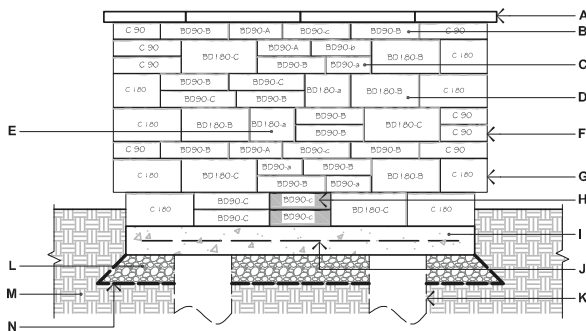 A
C 90 BD90-B BD90-A BD90-c BD90-B C 90 B
C 90 BD180-C BD90-A BD90-b BD180-B C 180
C 90 BD90-B BD90-a C
C 180 BD90-B BD90-C BD180-a BD180-B C 180 D
BD90-C BD90-B
E C 180 BD180-B BD180-a BD90-B BD180-C C 90
BD90-B C 90 F
C 90 BD90-B BD90-A BD90-c BD90-B C 90
C 180 BD180-C BD90-a BD90-B BD180-B C 180 G
BD90-B BD90-a
C 180 BD90-C BD90-c BD180-C C 180 H
BD90-C BD90-c
I
L J
M K
N